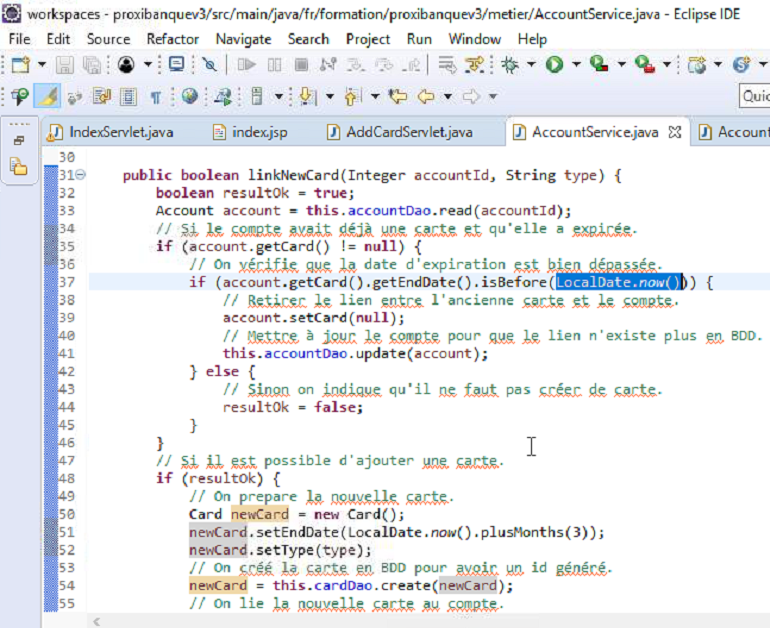 workspaces - proxibanquev3/src/main/java/fr/formation/proxibanquev3/metier/AccountService.java - Eclipse IDE
File Edit Source Refactor Navigate Search Project Run Window Help
Quic
IndexServlet.java index.jsp AddCardServlet.java AccountService.java Account
30
31 public boolean linkNewCard(Integer accountId, String type) {
32 boolean resultOk = true;
33 Account account = this.accountDao.read(accountId);
34 // Si le compte avait déjà une carte et qu'elle a expirée.
35 if (account.getCard() != null) {
36 // On vérifie que la date d'expiration est bien dépassée.
37 if (account.getCard().getEndDate().isBefore(LocalDate.now())) {
38 // Retirer le lien entre l'ancienne carte et le compte.
39 account.setCard(null);
40 // Mettre à jour le compte pour que le lien n'existe plus en BDD.
41 this.accountDao.update(account);
42 } else {
43 // Sinon on indique qu'il ne faut pas créer de carte.
44 resultOk = false;
45 }
46 }
47 // Si il est possible d'ajouter une carte.
48 if (resultOk) {
49 // On prepare la nouvelle carte.
50 Card newCard = new Card();
51 newCard.setEndDate(LocalDate.now().plusMonths(3));
52 newCard.setType(type);
53 // On créé la carte en BDD pour avoir un id généré.
54 newCard = this.cardDao.create(newCard);
55 // On lie la nouvelle carte au compte.